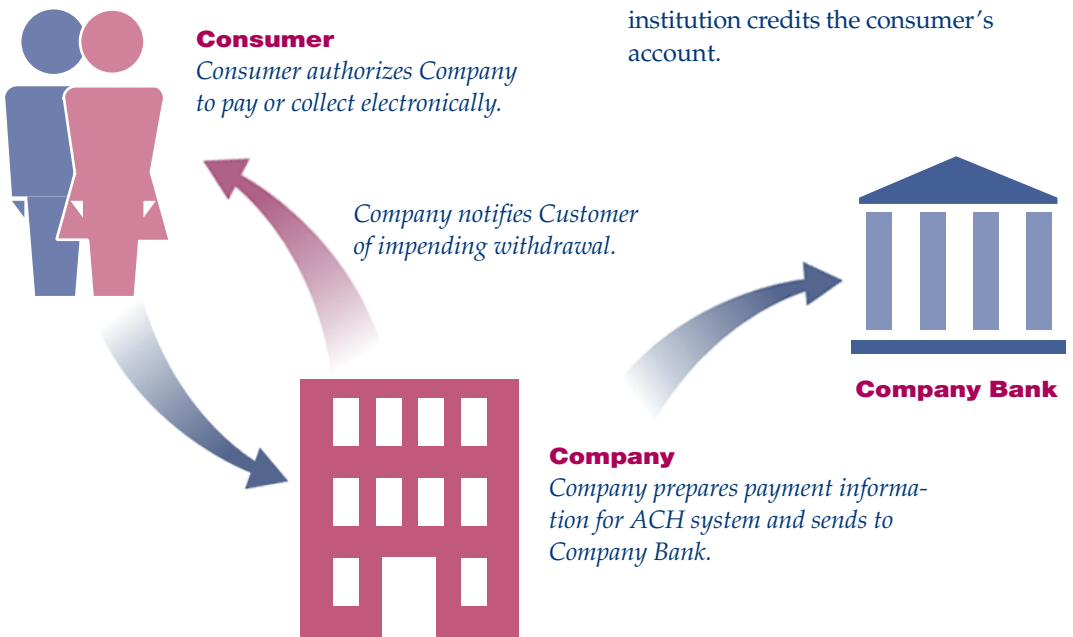 institution credits the consumer's
account.
Consumer
Consumer authorizes Company
to pay or collect electronically.
Company notifies Customer
of impending withdrawal.
Company Bank
Company
Company prepares payment informa-
tion for ACH system and sends to
Company Bank.